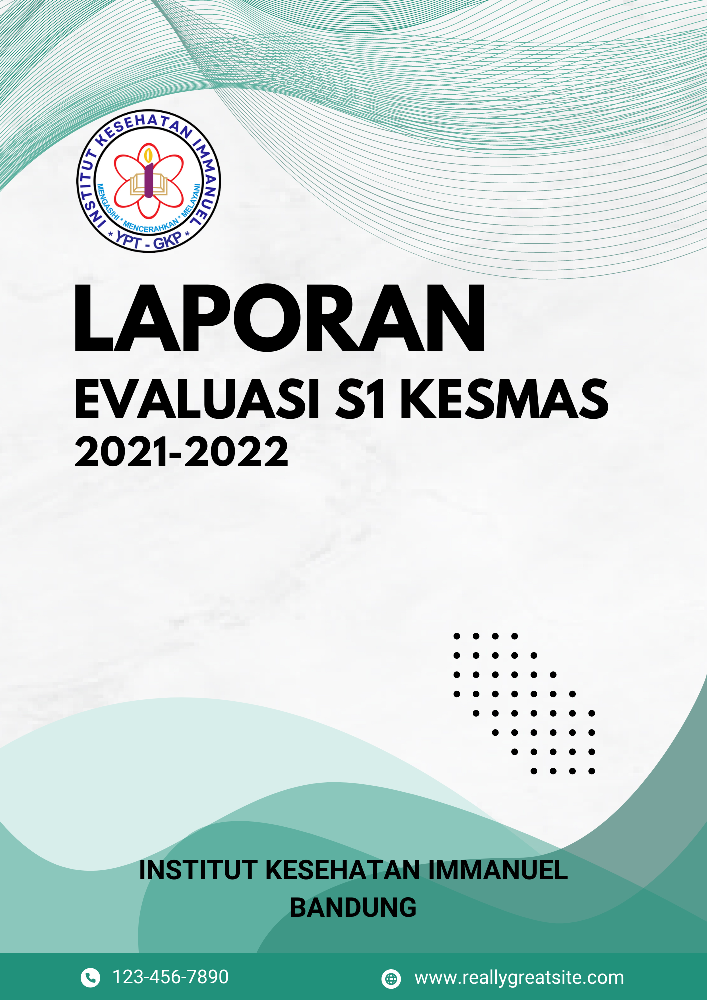 INSTITUT KESEHATAN IMMANUEL
MENGASIHI * MENCERAHKAN * MELAYANI
* YPT - GKP *
LAPORAN
EVALUASI S1 KESMAS
2021-2022
INSTITUT KESEHATAN IMMANUEL
BANDUNG
123-456-7890
www.reallygreatsite.com